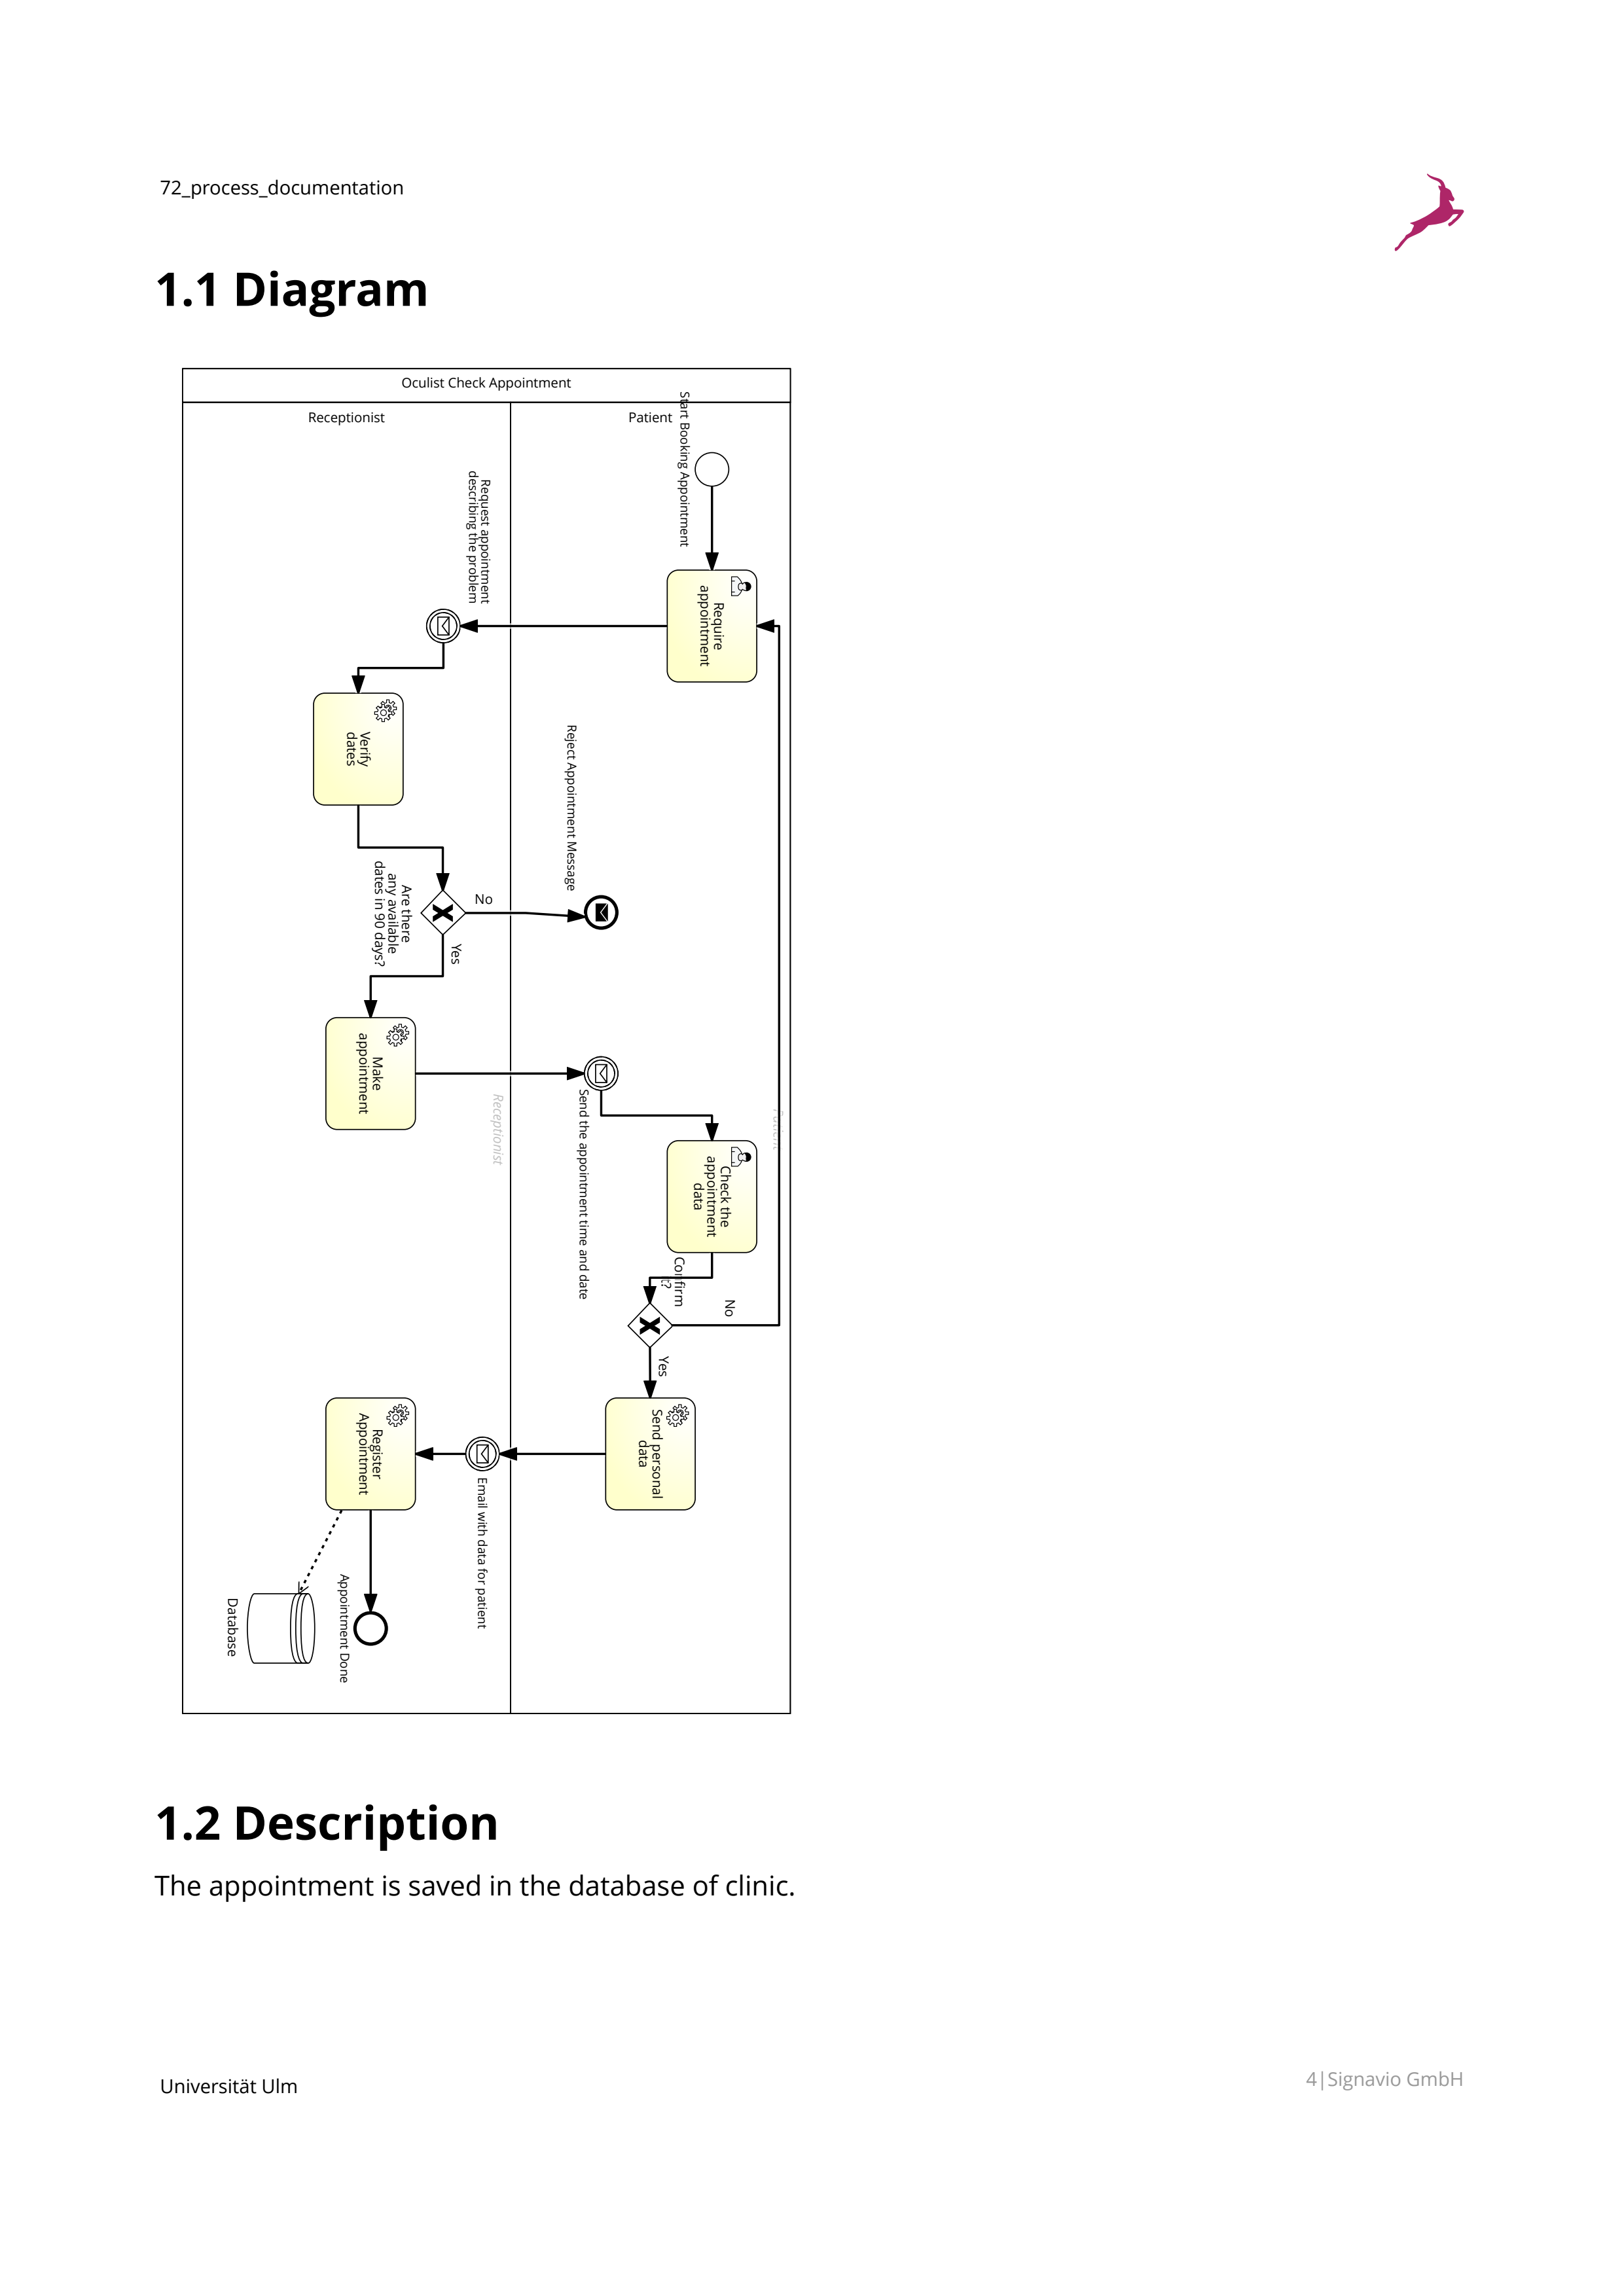 72_process_documentation
1.1 Diagram
Oculist Check Appointment
Receptionist
Patient
Start Booking Appointment
Require
appointment
Request appointment
describing the problem
Verify
dates
Reject Appointment Message
Are there
any available
dates in 90 days?
No
Yes
Make
appointment
Receptionist
Send the appointment time and date
Patient
Check the
appointment
data
Confirm
it?
No
Yes
Send personal
data
Email with data for patient
Register
Appointment
Appointment Done
Database
1.2 Description
The appointment is saved in the database of clinic.
Universität Ulm
4|Signavio GmbH